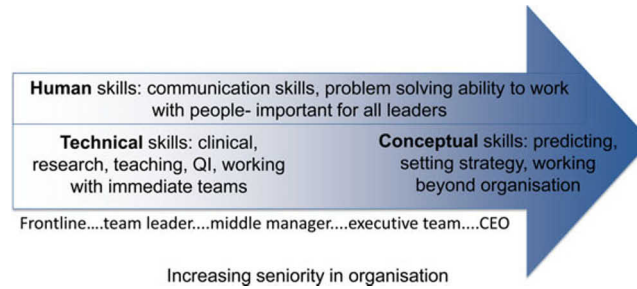 Human skills: communication skills, problem solving ability to work
with people- important for all leaders
Technical skills: clinical,
research, teaching, QI, working
with immediate teams
Conceptual skills: predicting,
setting strategy, working
beyond organisation
Frontline....team leader....middle manager....executive team....CEO
Increasing seniority in organisation